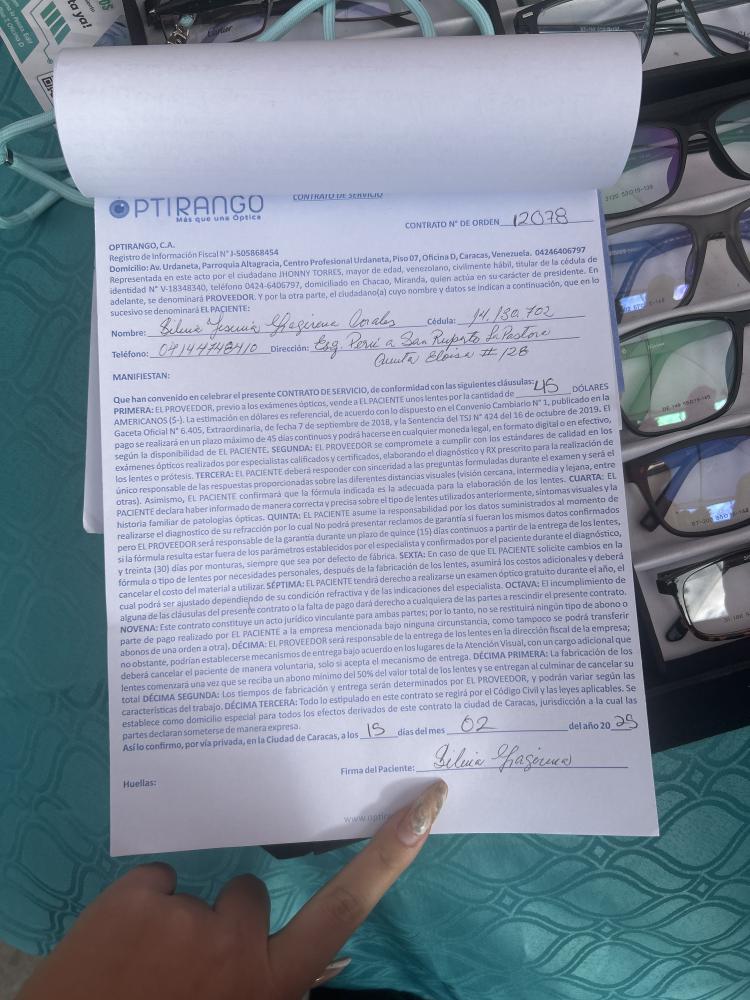 ta ya!
CONTRATO DE SERVICIO
OPTIRANGO
Más que una Óptica
CONTRATO N° DE ORDEN 12078
OPTIRANGO, C.A.
Registro de Información Fiscal N° J-505868454
Domicilio: Av. Urdaneta, Parroquia Altagracia, Centro Profesional Urdaneta, Piso 07, Oficina D, Caracas, Venezuela. 04246406797
Representada en este acto por el ciudadano JHONNY TORRES, mayor de edad, venezolano, civilmente hábil, titular de la cédula de
identidad N° V-18348340, teléfono 0424-6406797, domiciliado en Chacao, Miranda, quien actúa en su carácter de presidente. En
adelante, se denominará PROVEEDOR. Y por la otra parte, el ciudadano(a) cuyo nombre y datos se indican a continuación, que en lo
sucesivo se denominará EL PACIENTE:
Nombre: Silvia Yesenia Cédula: 14.130.702
Teléfono: 04144748410 Dirección: Esq. Perú a San Ruperto La Pastora
Quinta Eloisa # 128
MANIFIESTAN:
Que han convenido en celebrar el presente CONTRATO DE SERVICIO, de conformidad con las siguientes cláusulas:
PRIMERA: EL PROVEEDOR, previo a los exámenes ópticos, vende a EL PACIENTE unos lentes por la cantidad de 45 DÓLARES
AMERICANOS ($-). La estimación en dólares es referencial, de acuerdo con lo dispuesto en el Convenio Cambiario N° 1, publicado en la
Gaceta Oficial N° 6.405, Extraordinaria, de fecha 7 de septiembre de 2018, y la Sentencia del TSJ N° 424 del 16 de octubre de 2019. El
pago se realizará en un plazo máximo de 45 días continuos y podrá hacerse en cualquier moneda legal, en formato digital o en efectivo,
según la disponibilidad de EL PACIENTE. SEGUNDA: EL PROVEEDOR se compromete a cumplir con los estándares de calidad en los
exámenes ópticos realizados por especialistas calificados y certificados, elaborando el diagnóstico y RX prescrito para la realización de
los lentes o prótesis. TERCERA: EL PACIENTE deberá responder con sinceridad a las preguntas formuladas durante el examen y será el
único responsable de las respuestas proporcionadas sobre las diferentes distancias visuales (visión cercana, intermedia y lejana, entre
otras). Asimismo, EL PACIENTE confirmará que la fórmula indicada es la adecuada para la elaboración de los lentes. CUARTA: EL
PACIENTE declara haber informado de manera correcta y precisa sobre el tipo de lentes utilizados anteriormente, síntomas visuales y la
historia familiar de patologías ópticas. QUINTA: EL PACIENTE asume la responsabilidad por los datos suministrados al momento de
realizarse el diagnostico de su refracción por lo cual No podrá presentar reclamos de garantía si fueran los mismos datos confirmados
pero EL PROVEEDOR será responsable de la garantía durante un plazo de quince (15) días continuos a partir de la entrega de los lentes,
y treinta (30) días por monturas, siempre que sea por defecto de fábrica. SEXTA: En caso de que EL PACIENTE solicite cambios en la
fórmula o tipo de lentes por necesidades personales, después de la fabricación de los lentes, asumirá los costos adicionales y deberá
cancelar el costo del material a utilizar. SÉPTIMA: EL PACIENTE tendrá derecho a realizarse un examen óptico gratuito durante el año, el
cual podrá ser ajustado dependiendo de su condición refractiva y de las indicaciones del especialista. OCTAVA: El incumplimiento de
alguna de las cláusulas del presente contrato o la falta de pago dará derecho a cualquiera de las partes a rescindir el presente contrato.
NOVENA: Este contrato constituye un acto jurídico vinculante para ambas partes; por lo tanto, no se restituirá ningún tipo de abono o
parte de pago realizado por EL PACIENTE a la empresa mencionada bajo ninguna circunstancia, como tampoco se podrá transferir
abonos de una orden a otra). DÉCIMA: EL PROVEEDOR será responsable de la entrega de los lentes en la dirección fiscal de la empresa;
no obstante, podrían establecerse mecanismos de entrega bajo acuerdo en los lugares de la Atención Visual, con un cargo adicional que
deberá cancelar el paciente de manera voluntaria, solo si acepta el mecanismo de entrega. DÉCIMA PRIMERA: La fabricación de los
lentes comenzará una vez que se reciba un abono mínimo del 50% del valor total de los lentes y se entregan al culminar de cancelar su
total DÉCIMA SEGUNDA: Los tiempos de fabricación y entrega serán determinados por EL PROVEEDOR, y podrán variar según las
características del trabajo. DÉCIMA TERCERA: Todo lo estipulado en este contrato se regirá por el Código Civil y las leyes aplicables. Se
establece como domicilio especial para todos los efectos derivados de este contrato la ciudad de Caracas, jurisdicción a la cual las
partes declaran someterse de manera expresa.
Así lo confirmo, por vía privada, en la Ciudad de Caracas, a los 15 días del mes 02 del año 20 25
Firma del Paciente: Silvia
Huellas: